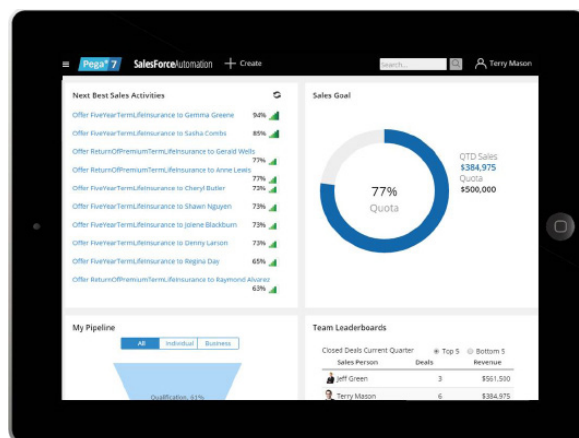 Pega® 7
SalesForceAutomation
Create
Search...
Terry Mason
Next Best Sales Activities
Offer FiveYearTermLifeInsurance to Gemma Greene 94%
Offer FiveYearTermLifeInsurance to Sasha Combs 85%
Offer ReturnOfPremiumTermLifeInsurance to Gerald Wells
77%
Offer ReturnOfPremiumTermLifeInsurance to Anne Lewis
77%
Offer FiveYearTermLifeInsurance to Cheryl Butler 73%
Offer FiveYearTermLifeInsurance to Shawn Nguyen 73%
Offer FiveYearTermLifeInsurance to Jolene Blackburn 73%
Offer FiveYearTermLifeInsurance to Denny Larson 73%
Offer FiveYearTermLifeInsurance to Regina Day 65%
Offer ReturnOfPremiumTermLifeInsurance to Raymond Alvarez
63%
Sales Goal
77%
Quota
QTD Sales
$384,975
Quota
$500,000
My Pipeline
All Individual Business
Qualification, 61%
Team Leaderboards
Closed Deals Current Quarter Top 5 Bottom 5
Sales Person Deals Revenue
Jeff Green 3 $561,500
Terry Mason 6 $384,975